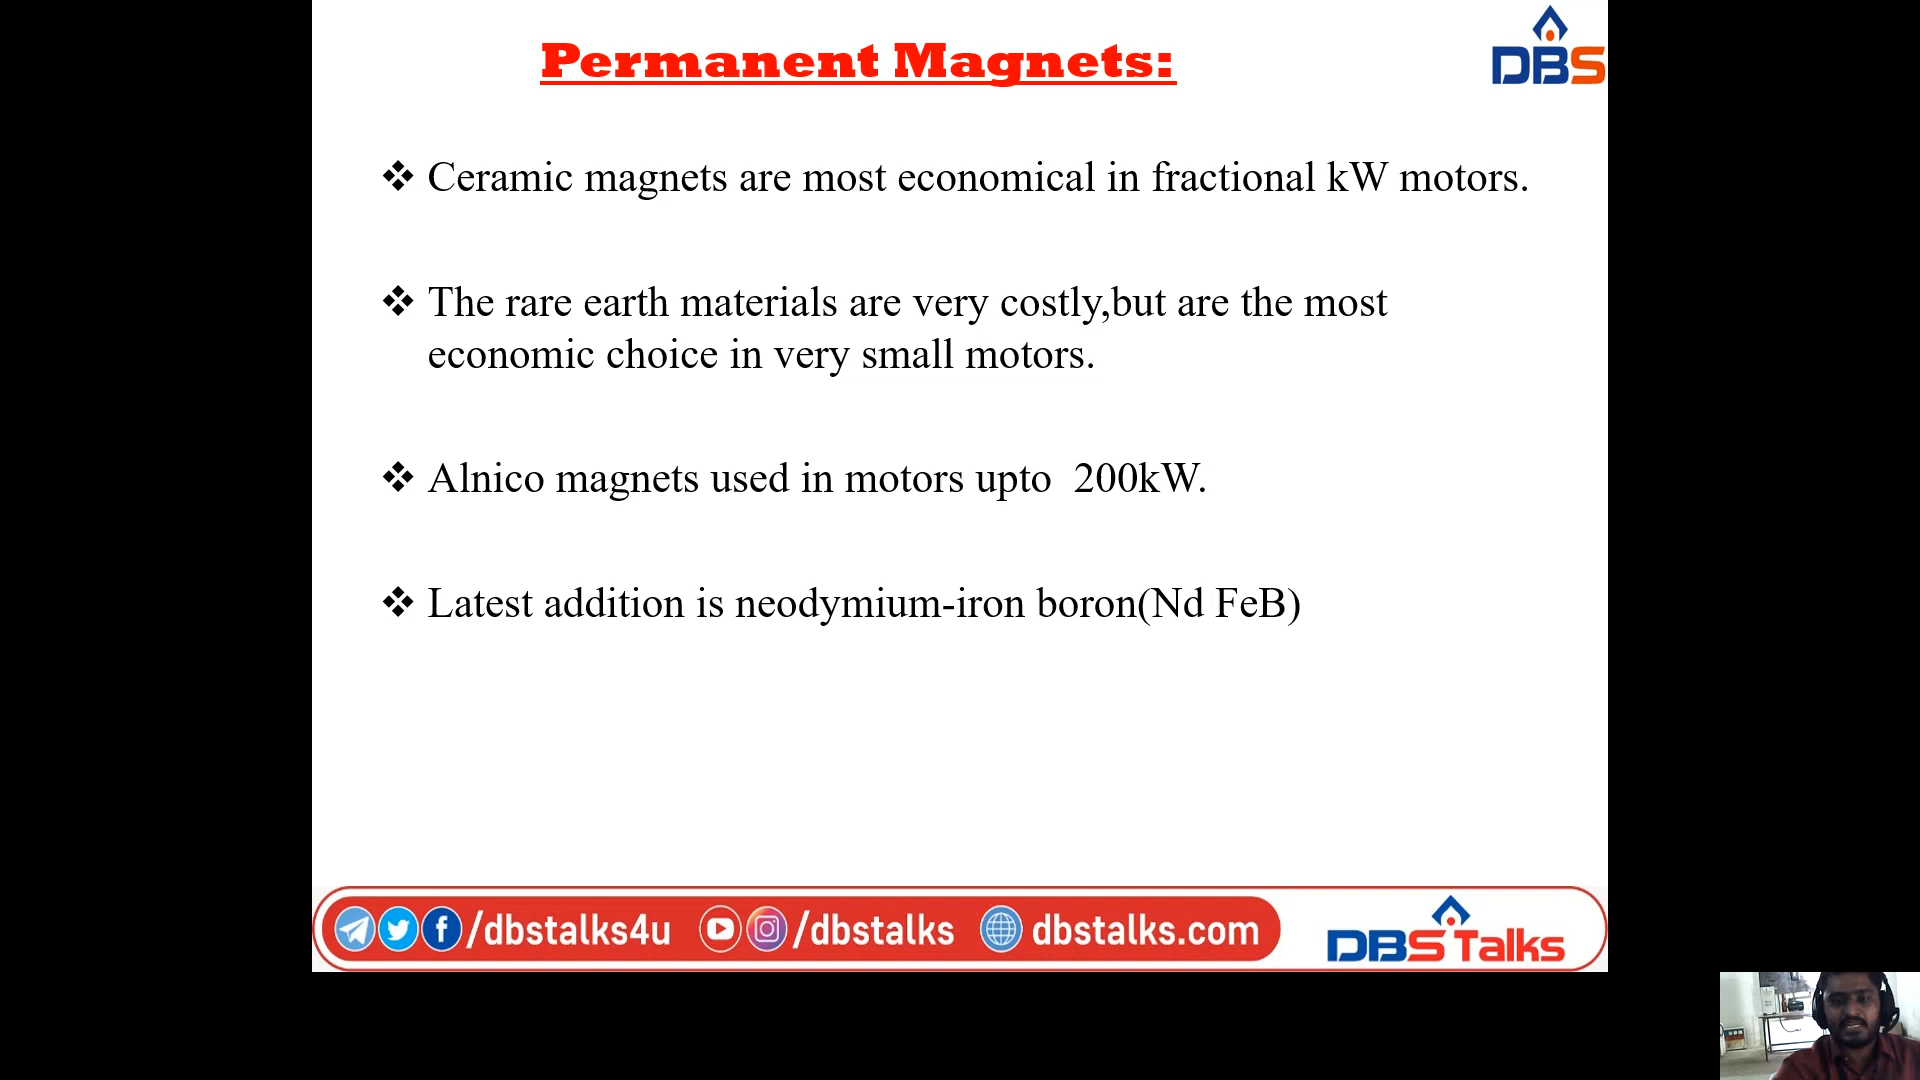 Permanent Magnets:
DBS
❖ Ceramic magnets are most economical in fractional kW motors.
❖ The rare earth materials are very costly,but are the most
economic choice in very small motors.
❖ Alnico magnets used in motors upto  200kW.
❖ Latest addition is neodymium-iron boron(Nd FeB)
/dbstalks4u /dbstalks dbstalks.com
DBS Talks